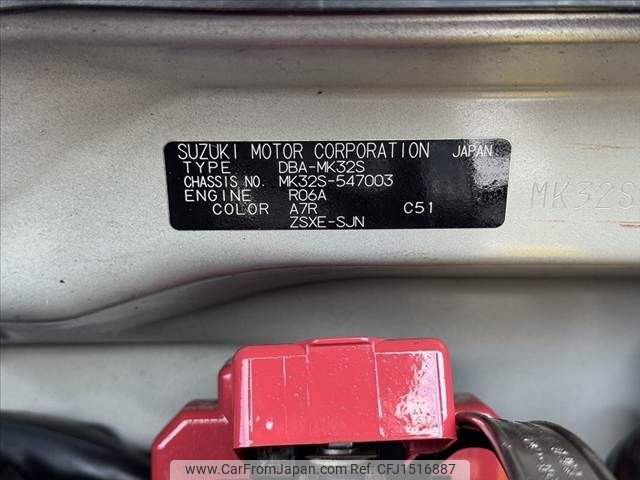 SUZUKI MOTOR CORPORATION JAPAN
TYPE DBA-MK32S
CHASSIS NO. MK32S-547003
ENGINE R06A
COLOR A7R C51
ZSXE-SJN
MK32S
www.CarFromJapan.com CFJ1516887